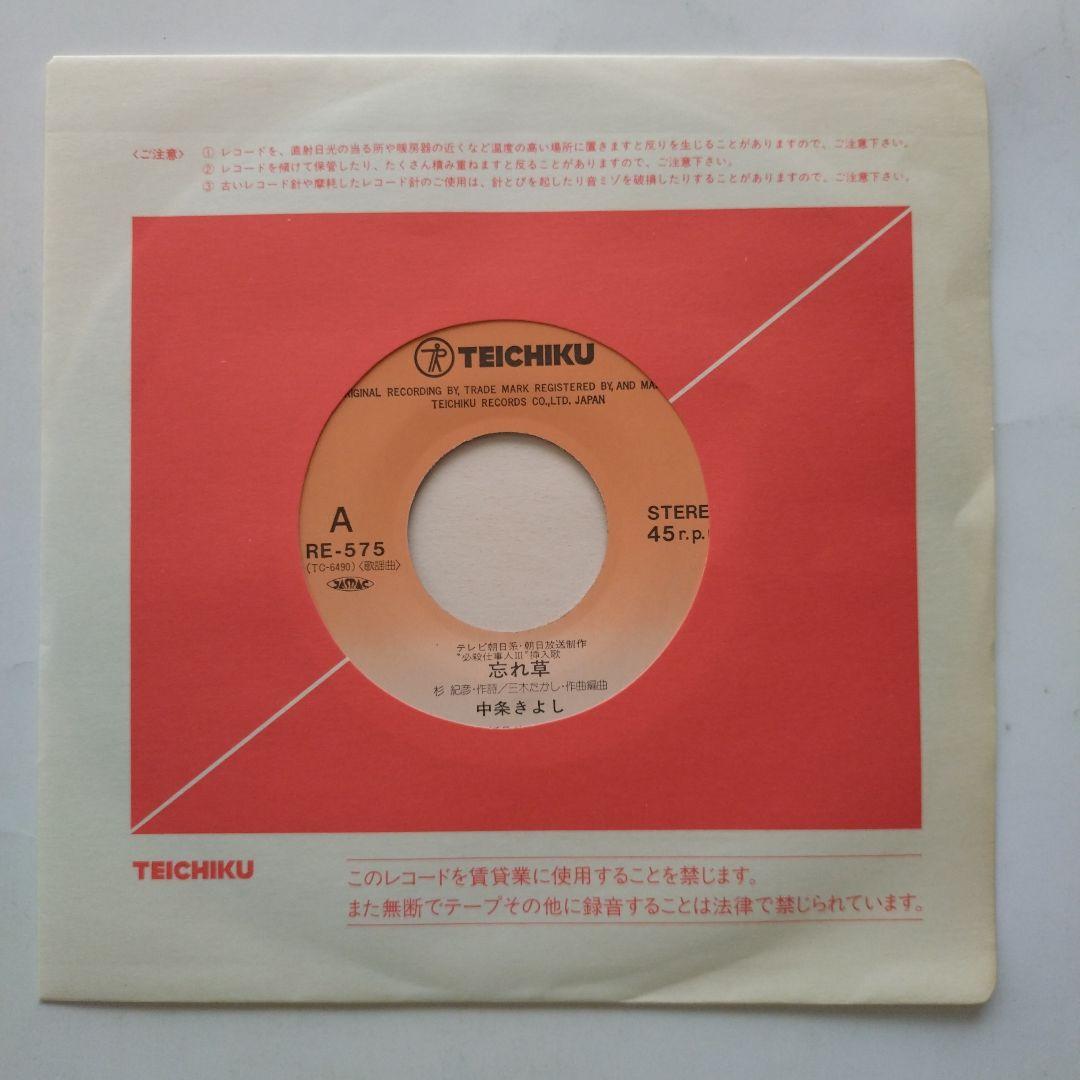 〈ご注意〉 ① レコードを、直射日光の当る所や暖房器の近くなど温度の高い場所に置きますと反りを生じることがありますので、ご注意下さい。
② レコードを傾けて保管したり、たくさん積み重ねますと反ることがありますので、ご注意下さい。
③ 古いレコード針や摩耗したレコード針のご使用は、針とびを起したり音ミゾを破損したりすることがありますので、ご注意下さい。
TEICHIKU
RIGINAL RECORDING BY, TRADE MARK REGISTERED BY, AND MA
TEICHIKU RECORDS CO.,LTD. JAPAN
A
RE-575
(TC-6490)〈歌謡曲〉
JASRAC
STERE
45 r.p.
テレビ朝日系・朝日放送制作
“必殺仕事人III”挿入歌
忘れ草
杉 紀彦・作詩／三木たかし・作曲編曲
中条きよし
TEICHIKU
このレコードを賃貸業に使用することを禁じます。
また無断でテープその他に録音することは法律で禁じられています。